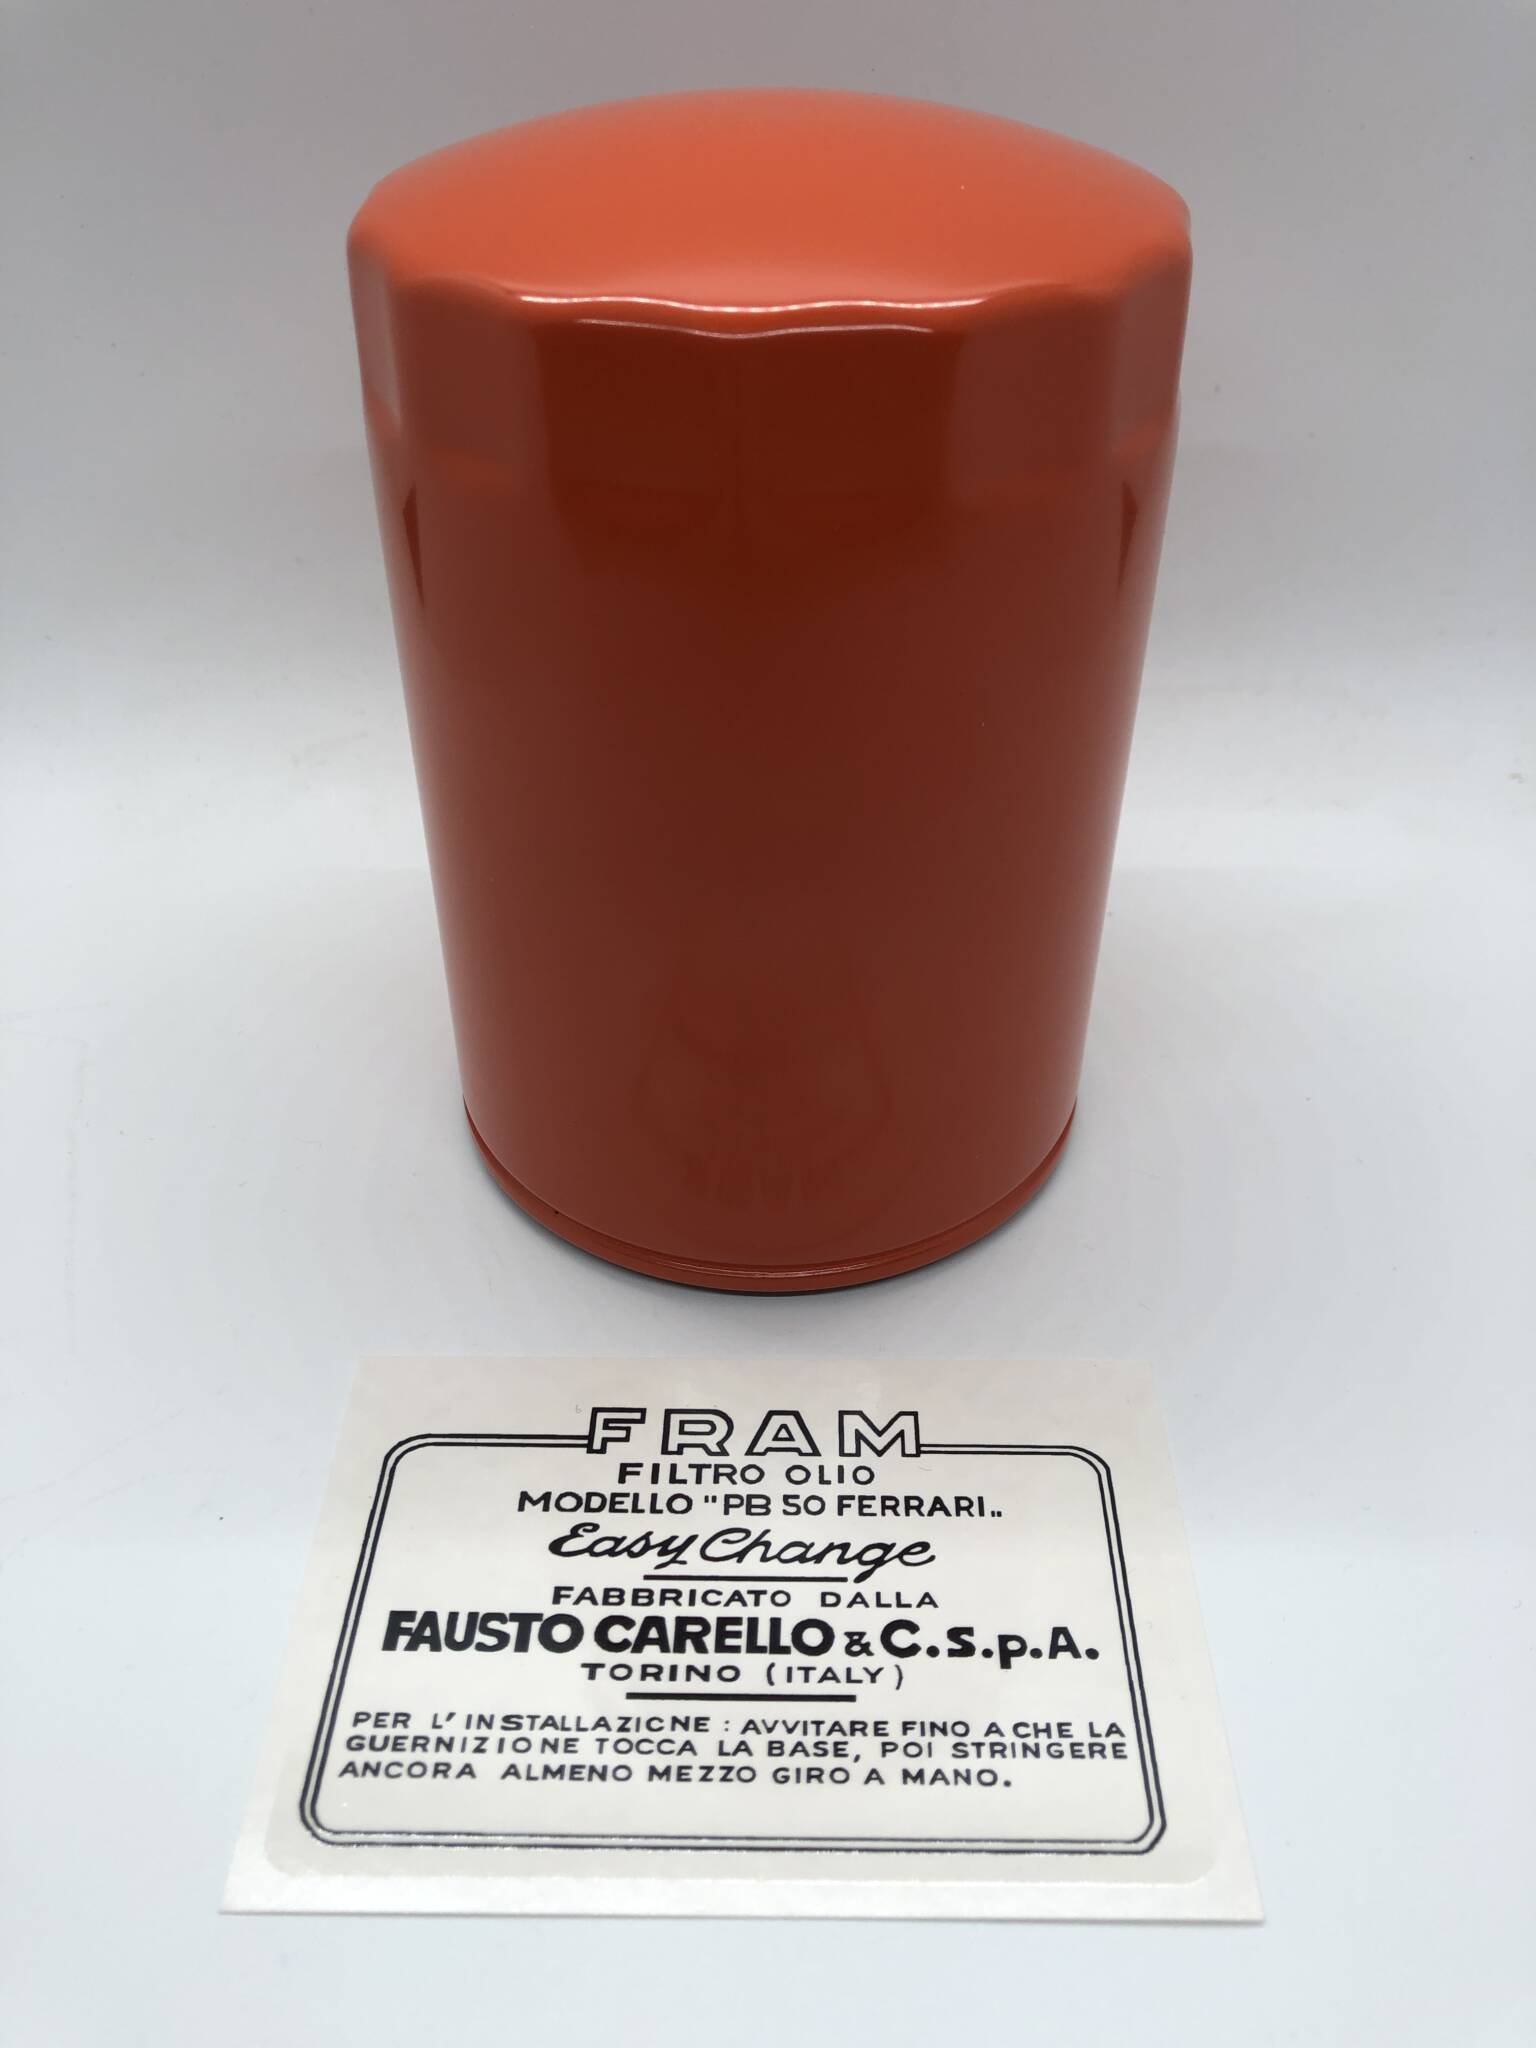 FRAM
FILTRO OLIO
MODELLO "PB 50 FERRARI„
Easy Change
FABBRICATO DALLA
FAUSTO CARELLO & C.S.p.A.
TORINO (ITALY)
PER L'INSTALLAZICNE : AVVITARE FINO A CHE LA
GUERNIZIONE TOCCA LA BASE, POI STRINGERE
ANCORA ALMENO MEZZO GIRO A MANO.